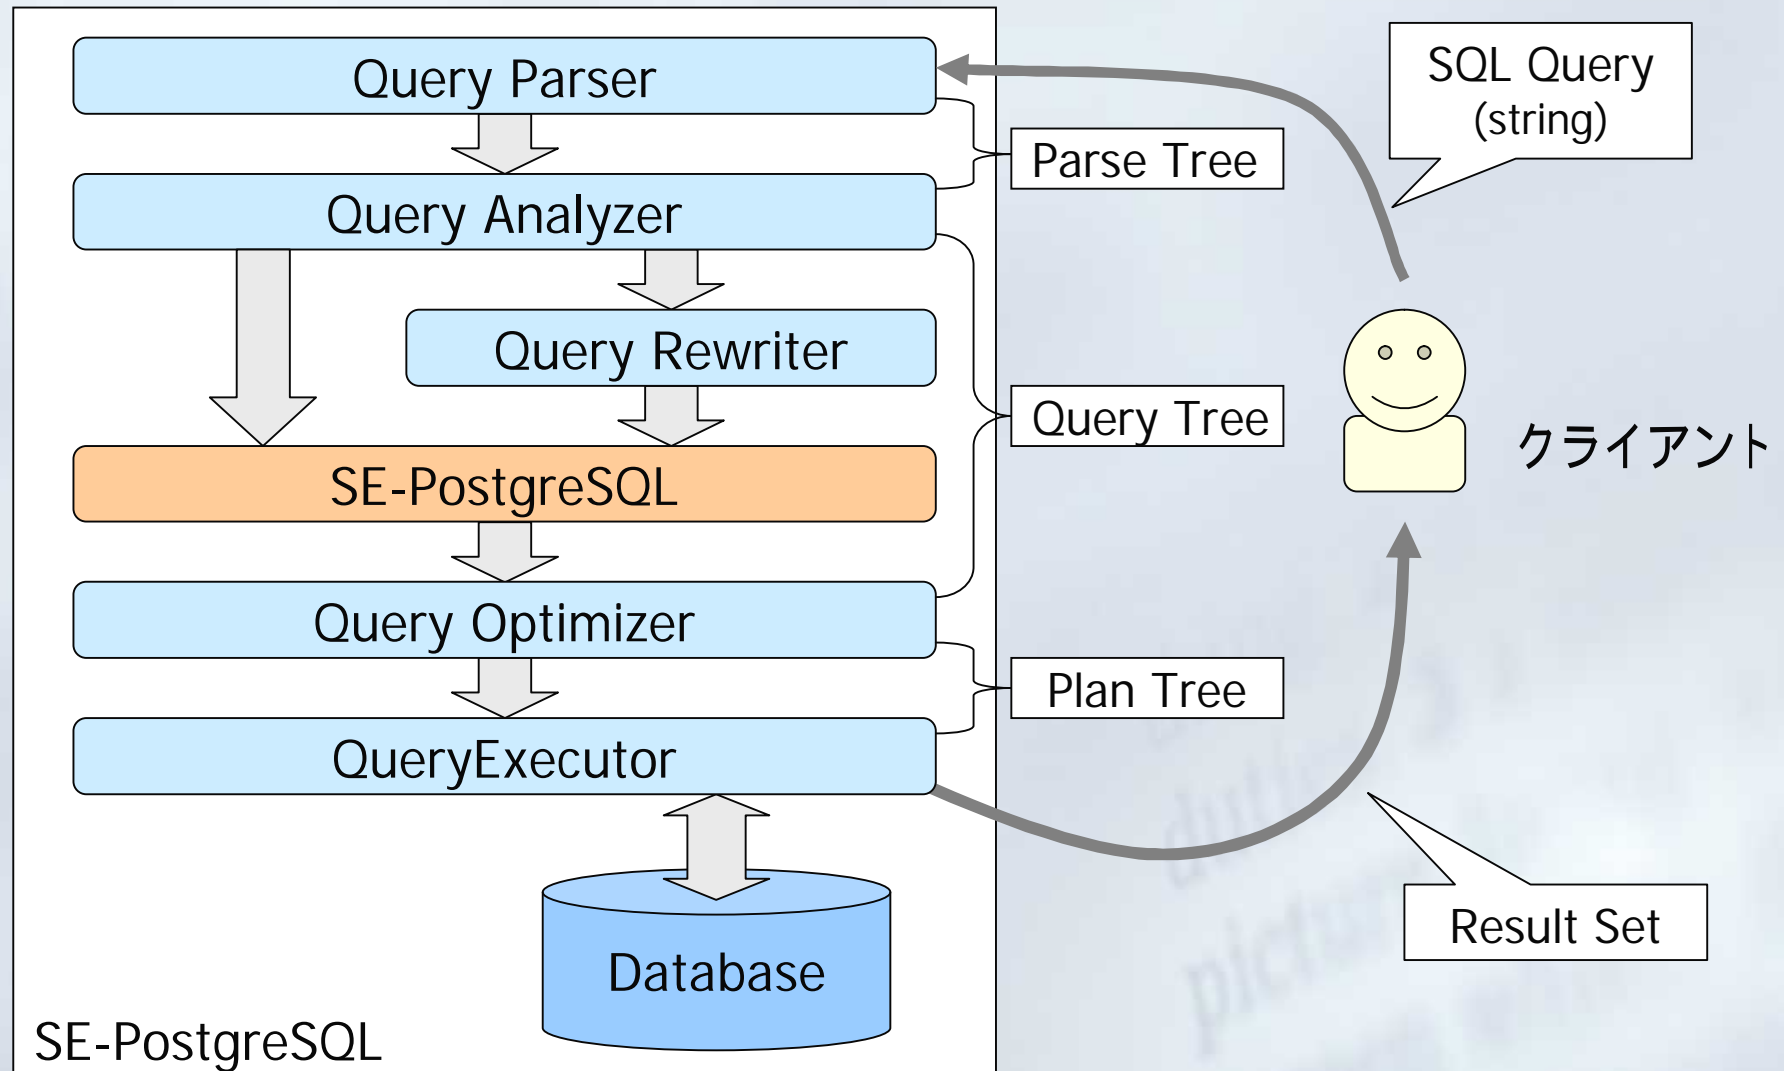 Query Parser
SQL Query
(string)
Parse Tree
Query Analyzer
Query Rewriter
Query Tree
クライアント
SE-PostgreSQL
Query Optimizer
Plan Tree
QueryExecutor
Result Set
Database
SE-PostgreSQL